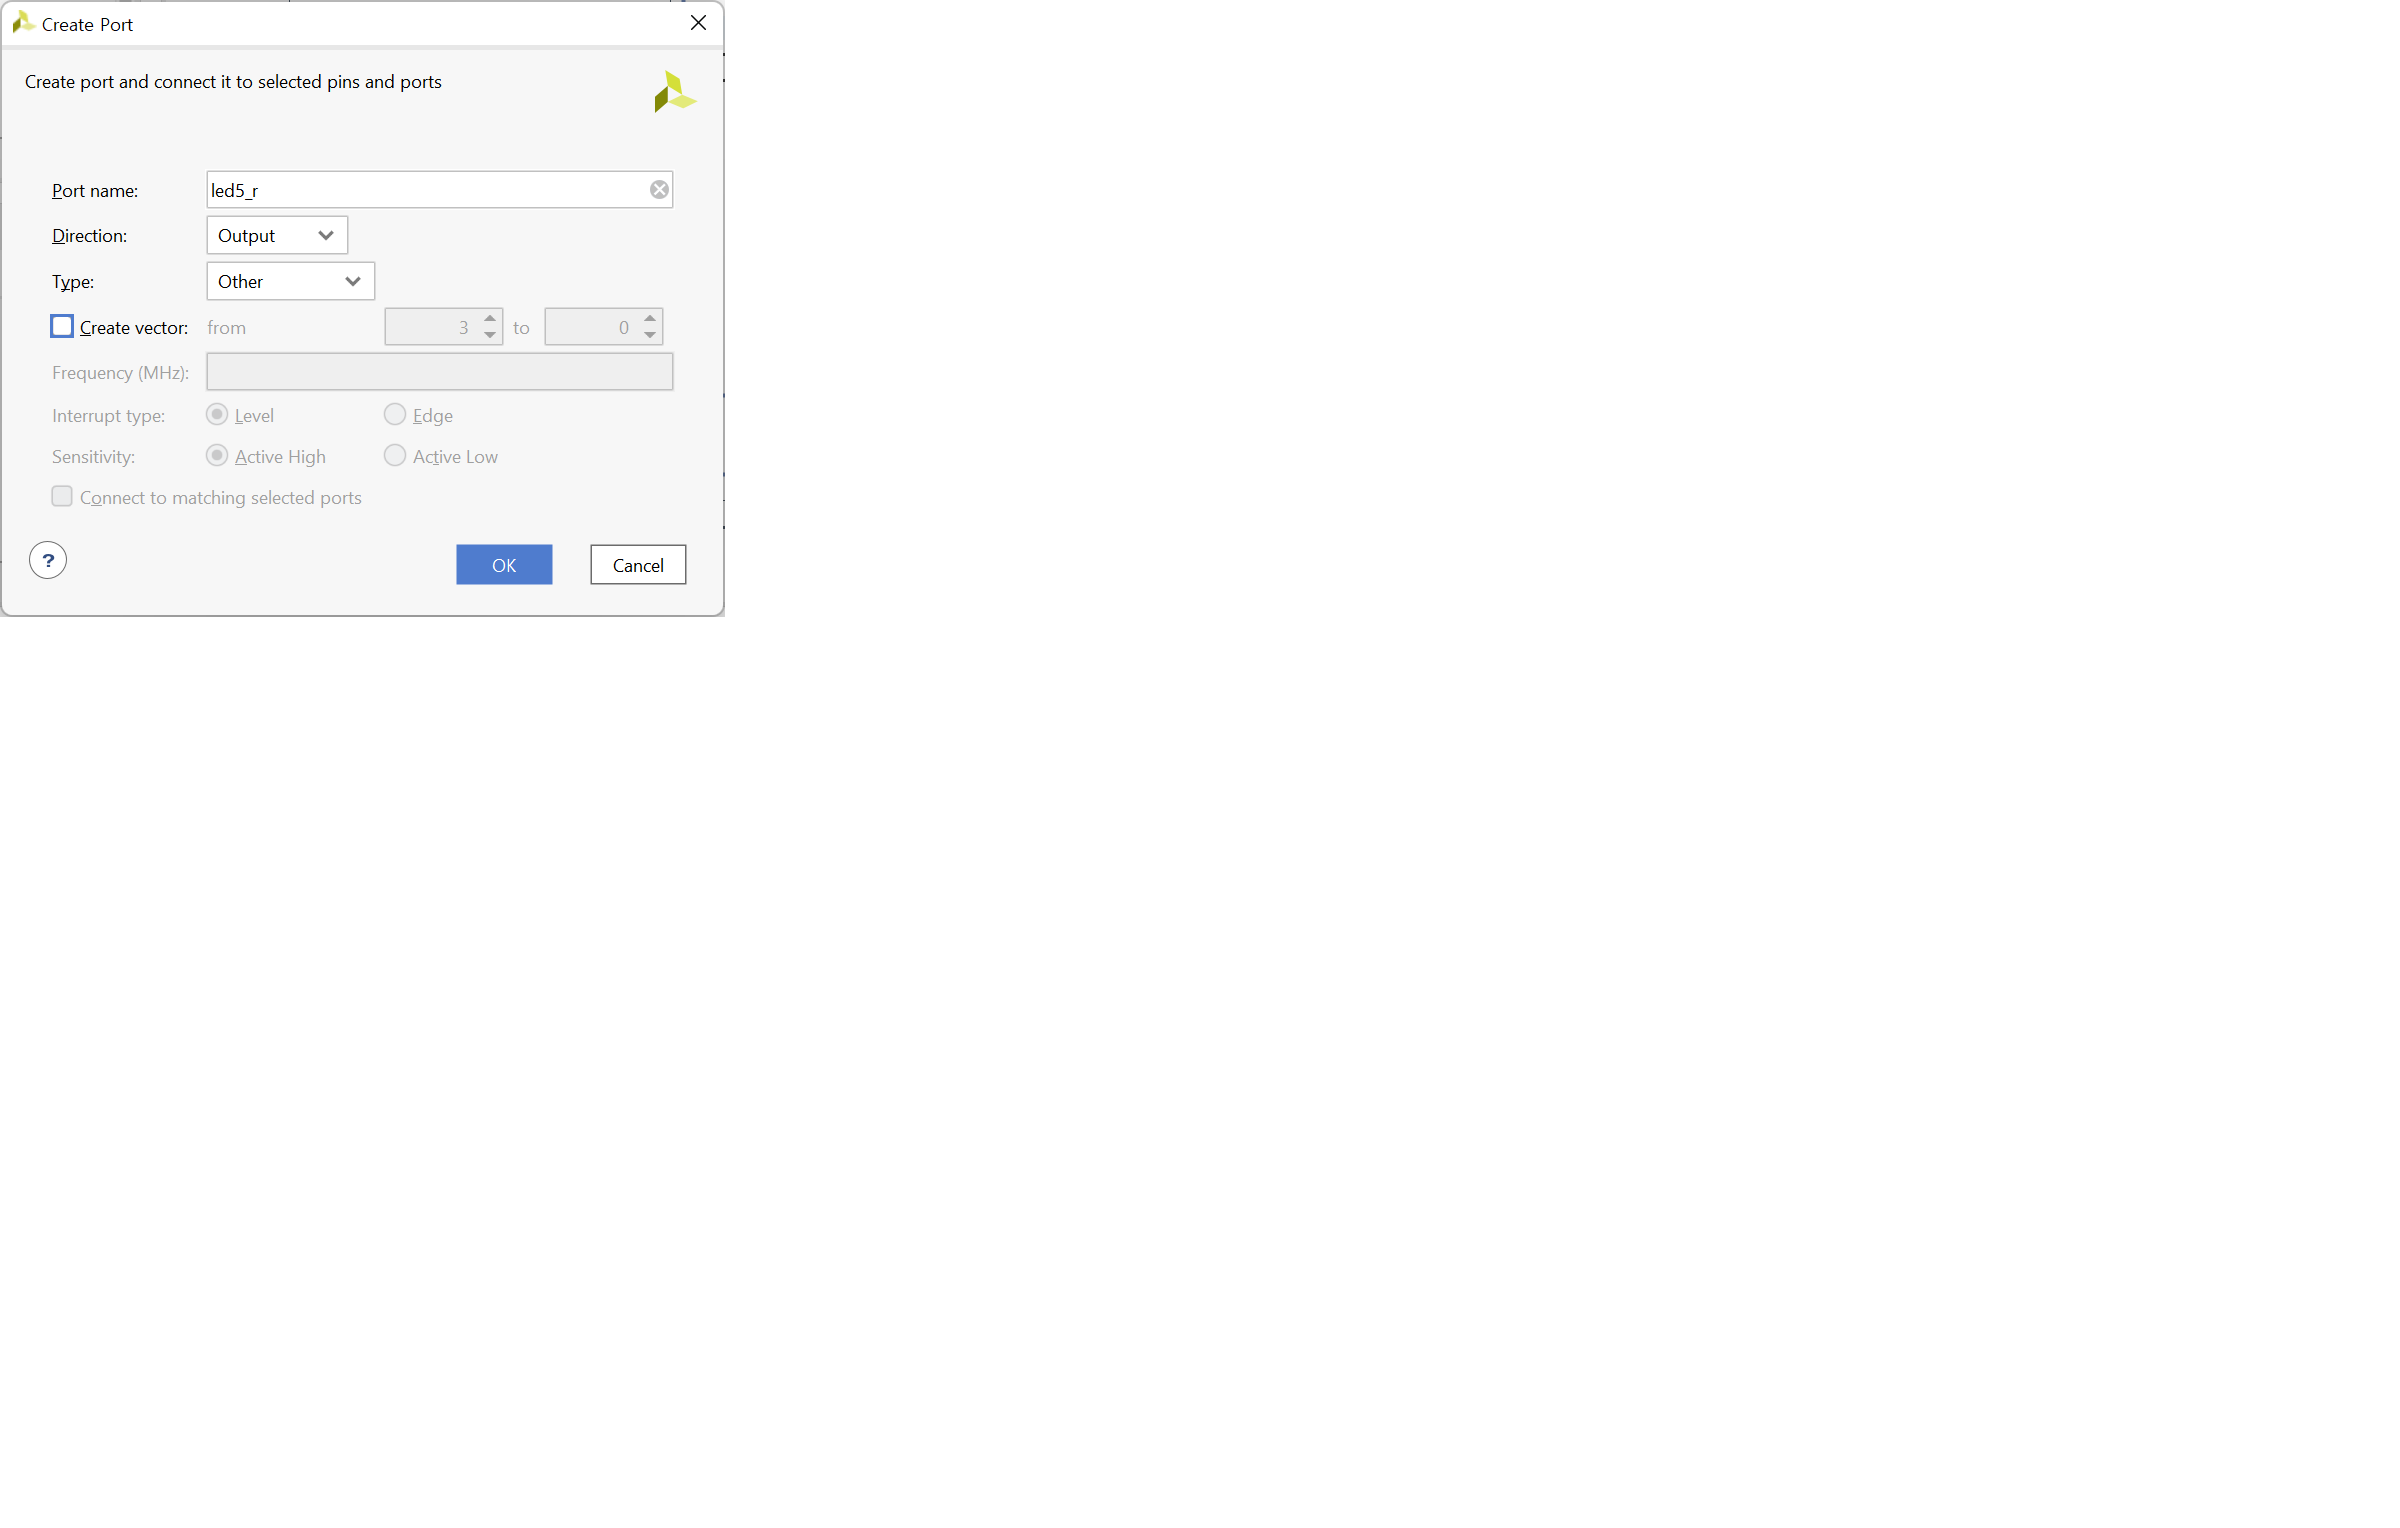 Create Port
Create port and connect it to selected pins and ports
Port name: led5_r
Direction: Output
Type: Other
Create vector: from 3 to 0
Frequency (MHz):
Interrupt type: Level Edge
Sensitivity: Active High Active Low
Connect to matching selected ports
? OK Cancel